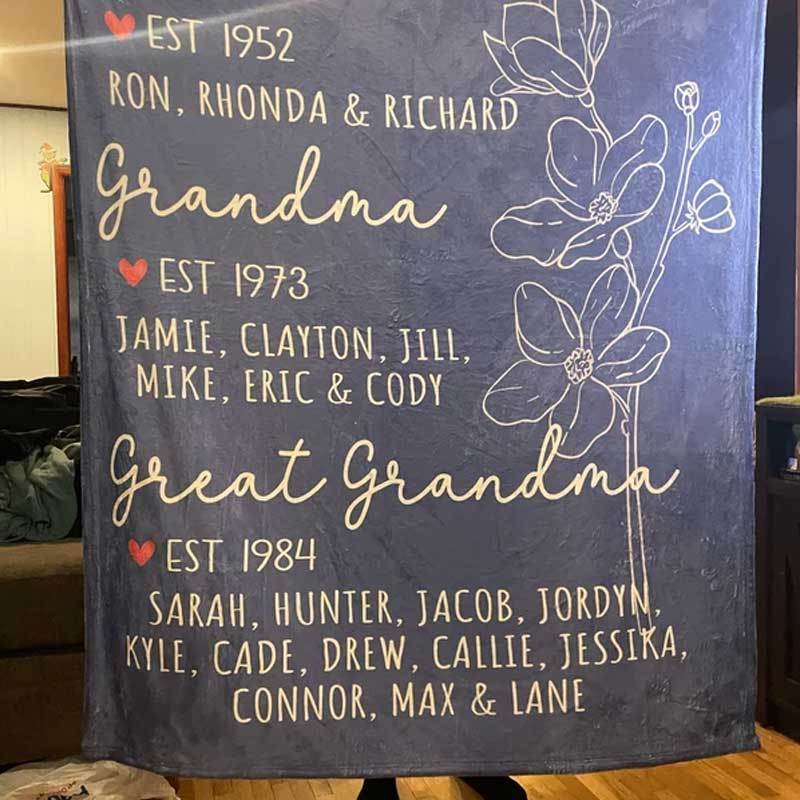 EST 1952
RON, RHONDA & RICHARD
Grandma
EST 1973
JAMIE, CLAYTON, JILL,
MIKE, ERIC & CODY
Great Grandma
EST 1984
SARAH, HUNTER, JACOB, JORDYN,
KYLE, CADE, DREW, CALLIE, JESSIKA,
CONNOR, MAX & LANE